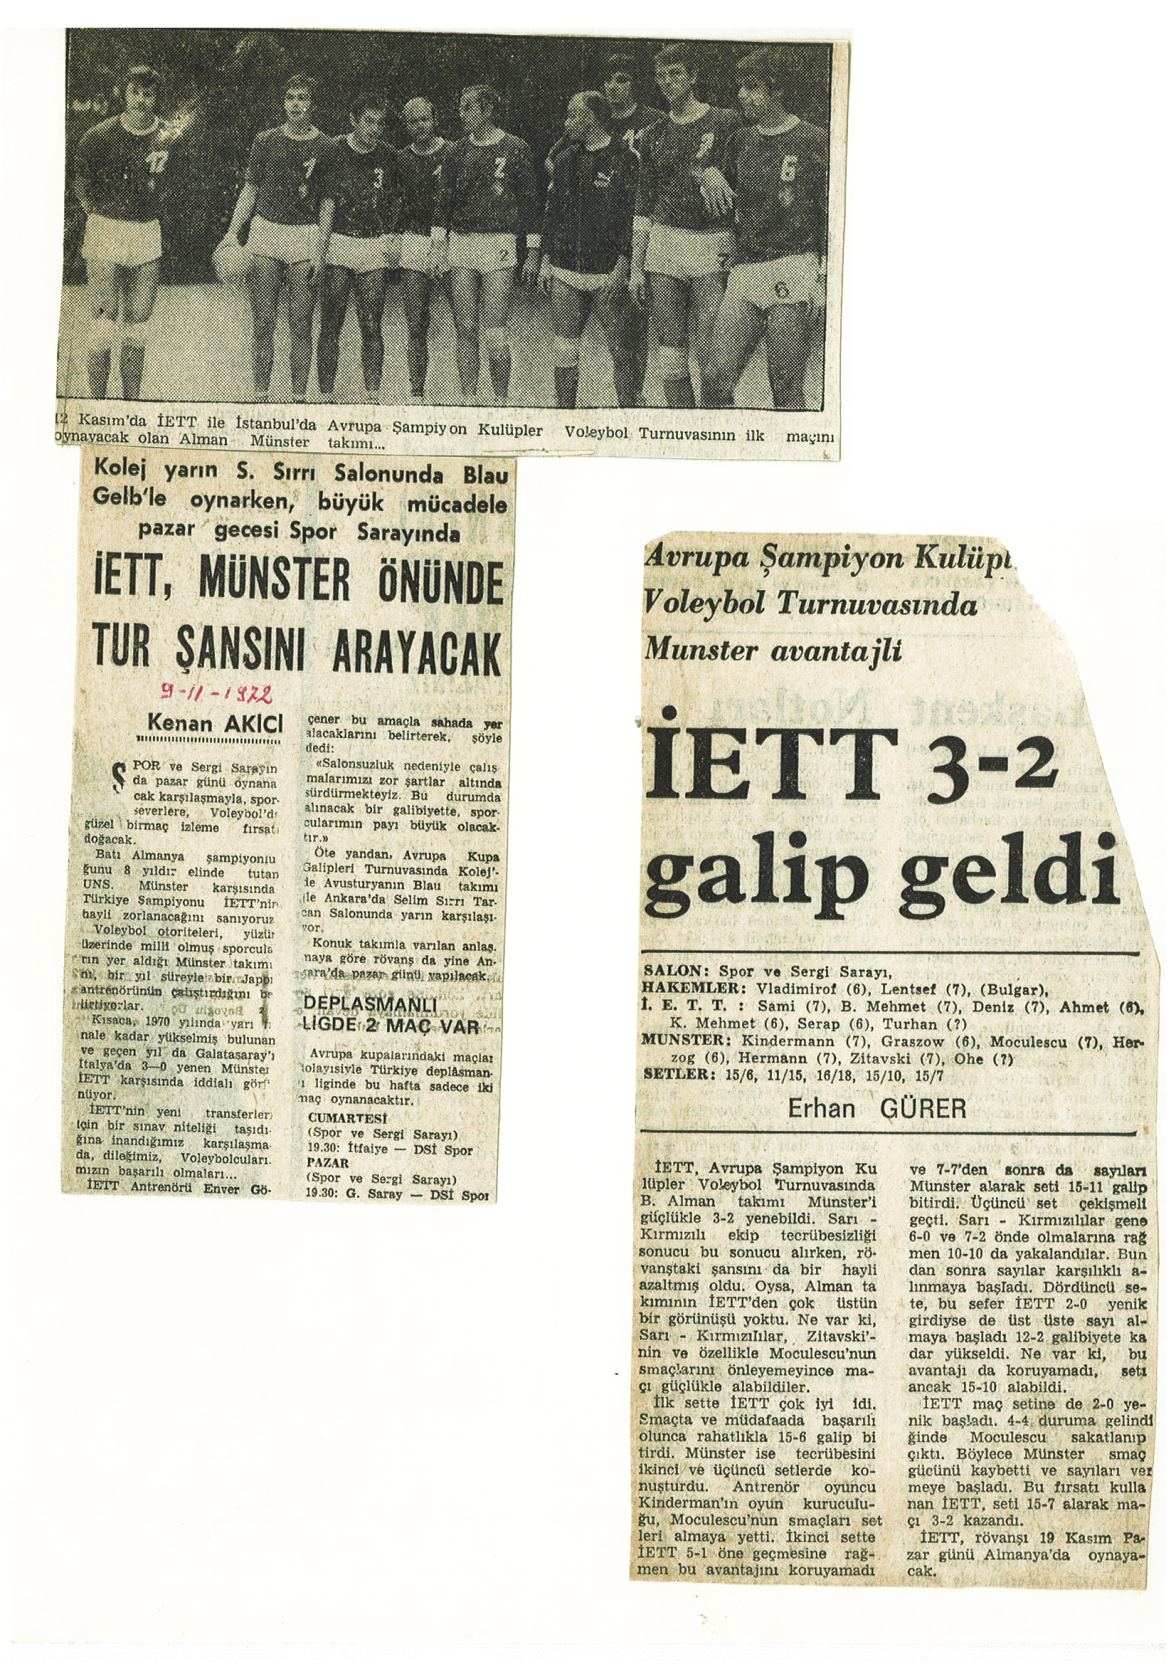 12 Kasım'da İETT ile İstanbul'da Avrupa Şampiyon Kulüpler Voleybol Turnuvasının ilk maçını
oynayacak olan Alman Münster takımı...
Kolej yarın S. Sırrı Salonunda Blau
Gelb'le oynarken, büyük mücadele
pazar gecesi Spor Sarayında
İETT, MÜNSTER ÖNÜNDE
TUR ŞANSINI ARAYACAK
9-11-1972
Kenan AKICI
SPOR ve Sergi Sarayın
da pazar günü oynana
cak karşılaşmayla, spor-
severlere, Voleybol'd
güzel birmaç izleme fırsatı
doğacak.
Batı Almanya şampiyonlu
ğunu 8 yıldır elinde tutan
UNS. Münster karşısında
Türkiye Şampiyonu İETT'nin
hayli zorlanacağını sanıyoruz
Voleybol otoriteleri, yüzür
üzerinde milli olmuş sporcula
rın yer aldığı Münster takımı
nı, bir yıl süreyle bir Japo
antrenörünün çalıştırdığını be
lirtiyorlar.
Kısaca, 1970 yılında yarı
nale kadar yükselmiş bulunan
ve geçen yıl da Galatasaray'ı
İtalya'da 3—0 yenen Münster
İETT karşısında iddialı gör
nüyor.
İETT'nin yeni transferler
için bir sınav niteliği taşıdı
ğına inandığımız karşılaşma-
da, dileğimiz, Voleybolcuları
mızın başarılı olmaları...
İETT Antrenörü Enver Gö-
çener bu amaçla sahada yer
alacaklarını belirterek, şöyle
dedi:
«Salonsuzluk nedeniyle çalış
malarımızı zor şartlar altında
sürdürmekteyiz. Bu durumda
alınacak bir galibiyette, spor-
cularımın payı büyük olacak-
tır.»
Öte yandan, Avrupa Kupa
Galipleri Turnuvasında Kolej'-
le Avusturyanın Blau takımı
ile Ankara'da Selim Sırrı Tar-
can Salonunda yarın karşılaşı-
yor.
Konuk takımla varılan anlaş.
maya göre rövanş da yine An-
kara'da pazar günü yapılacak.
DEPLASMANLI
LİGDE 2 MAÇ VAR
Avrupa kupalarındaki maçlar
dolayısiyle Türkiye deplâsman-
lı liginde bu hafta sadece iki
maç oynanacaktır.
CUMARTESİ
(Spor ve Sergi Sarayı)
19.30: İtfaiye — DSİ Spor
PAZAR
(Spor ve Sergi Sarayı)
19.30: G. Saray — DSİ Spor
Avrupa Şampiyon Kulüpl
Voleybol Turnuvasında
Munster avantajli
İETT 3-2
galip geldi
SALON: Spor ve Sergi Sarayı,
HAKEMLER: Vladimirof (6), Lentsef (7), (Bulgar),
İ. E. T. T. : Sami (7), B. Mehmet (7), Deniz (7), Ahmet (6),
K. Mehmet (6), Serap (6), Turhan (?)
MUNSTER: Kindermann (7), Graszow (6), Moculescu (7), Her-
zog (6), Hermann (7), Zitavski (7), Ohe (?)
SETLER: 15/6, 11/15, 16/18, 15/10, 15/7
Erhan GÜRER
İETT, Avrupa Şampiyon Ku
lüpler Voleybol Turnuvasında
B. Alman takımı Münster'i
güçlükle 3-2 yenebildi. Sarı -
Kırmızılı ekip tecrübesizliği
sonucu bu sonucu alırken, rö-
vanştaki şansını da bir hayli
azaltmış oldu. Oysa, Alman ta
kımının İETT'den çok üstün
bir görünüşü yoktu. Ne var ki,
Sarı - Kırmızılılar, Zitavski'-
nin ve özellikle Moculescu'nun
smaçlarını önleyemeyince ma-
çı güçlükle alabildiler.
İlk sette İETT çok iyi idi.
Smaçta ve müdafaada başarılı
olunca rahatlıkla 15-6 galip bi
tirdi. Münster ise tecrübesini
ikinci ve üçüncü setlerde ko-
nuşturdu. Antrenör oyuncu
Kinderman'ın oyun kuruculu-
ğu, Moculescu'nun smaçları set
leri almaya yetti. İkinci sette
İETT 5-1 öne geçmesine rağ-
men bu avantajını koruyamadı
ve 7-7'den sonra da sayıları
Münster alarak seti 15-11 galip
bitirdi. Üçüncü set çekişmeli
geçti. Sarı - Kırmızılılar gene
6-0 ve 7-2 önde olmalarına rağ
men 10-10 da yakalandılar. Bun
dan sonra sayılar karşılıklı a-
lınmaya başladı. Dördüncü se-
te, bu sefer İETT 2-0 yenik
girdiyse de üst üste sayı al-
maya başladı 12-2 galibiyete ka
dar yükseldi. Ne var ki, bu
avantajı da koruyamadı, seti
ancak 15-10 alabildi.
İETT maç setine de 2-0 ye-
nik başladı. 4-4 duruma gelindi
ğinde Moculescu sakatlanıp
çıktı. Böylece Münster smaç
gücünü kaybetti ve sayıları ver
meye başladı. Bu fırsatı kulla
nan İETT, seti 15-7 alarak ma-
çı 3-2 kazandı.
İETT, rövanşı 19 Kasım Pa-
zar günü Almanya'da oynaya-
cak.